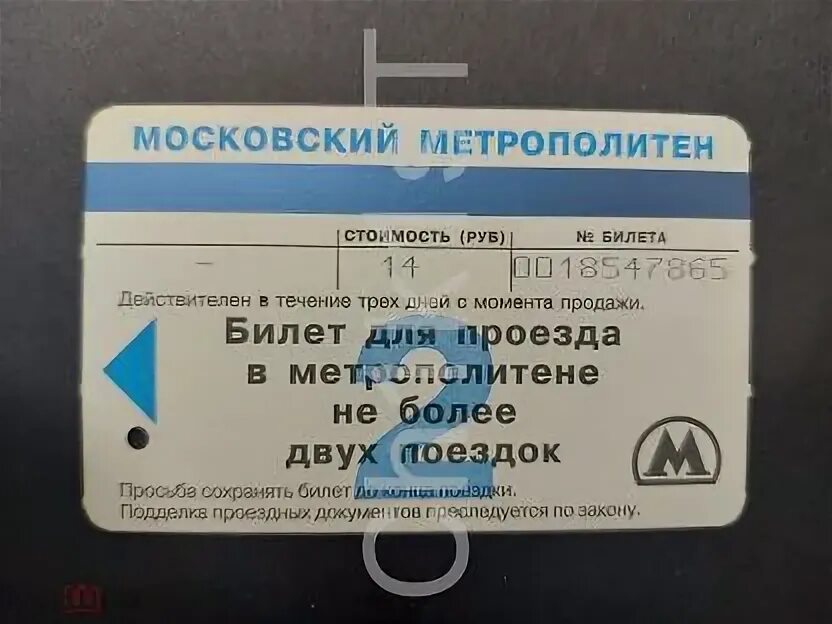 МОСКОВСКИЙ МЕТРОПОЛИТЕН
СТОИМОСТЬ (РУБ) № БИЛЕТА
– 14 0018547865
Действителен в течение трех дней с момента продажи.
2
Билет для проезда
в метрополитене
не более
двух поездок
М
Просьба сохранять билет до конца поездки.
Подделка проездных документов преследуется по закону.